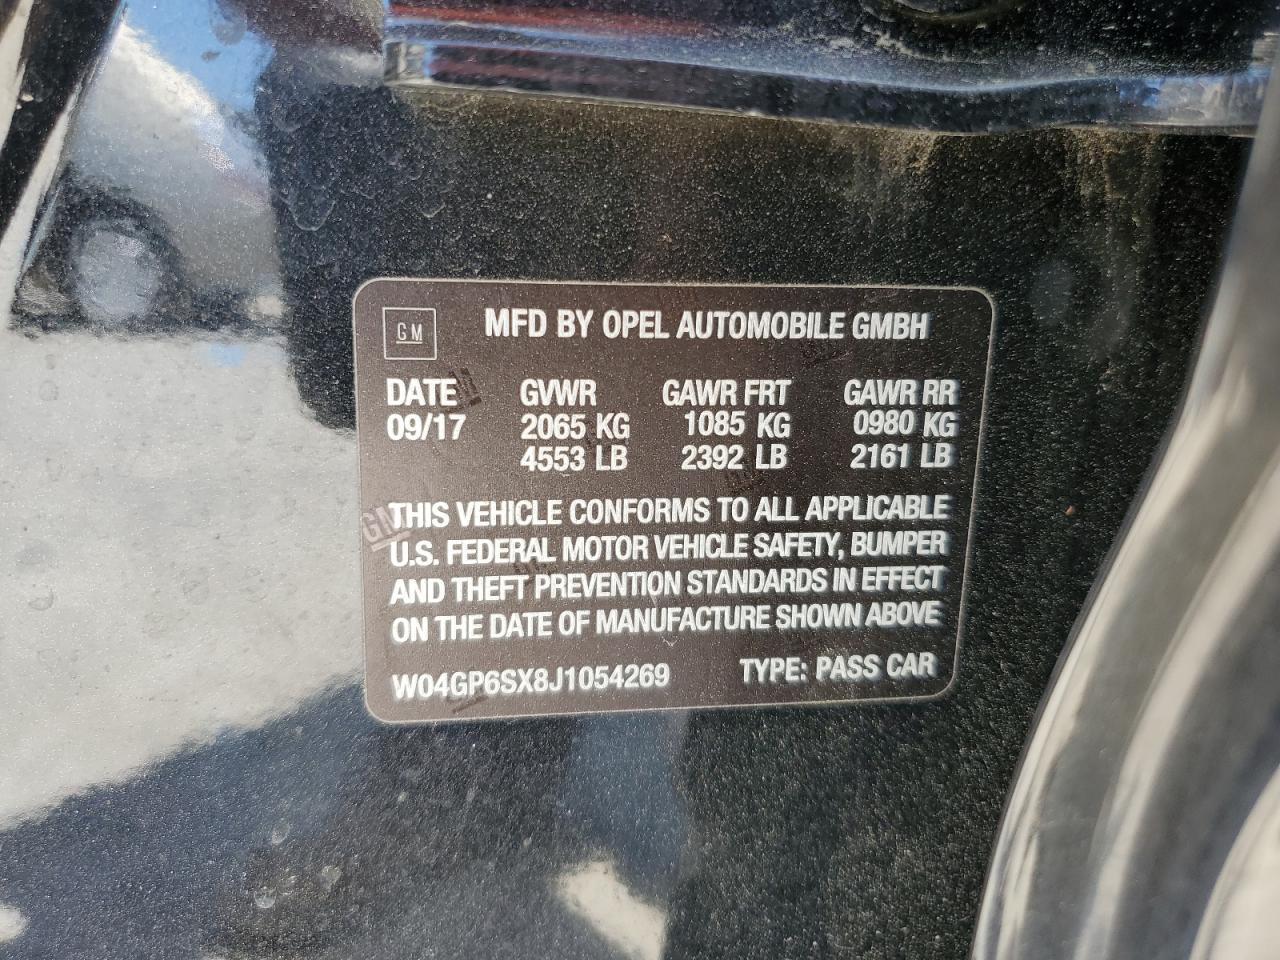 GM MFD BY OPEL AUTOMOBILE GMBH
DATE GVWR GAWR FRT GAWR RR
09/17 2065 KG 1085 KG 0980 KG
4553 LB 2392 LB 2161 LB
THIS VEHICLE CONFORMS TO ALL APPLICABLE
U.S. FEDERAL MOTOR VEHICLE SAFETY, BUMPER
AND THEFT PREVENTION STANDARDS IN EFFECT
ON THE DATE OF MANUFACTURE SHOWN ABOVE
W04GP6SX8J1054269 TYPE: PASS CAR